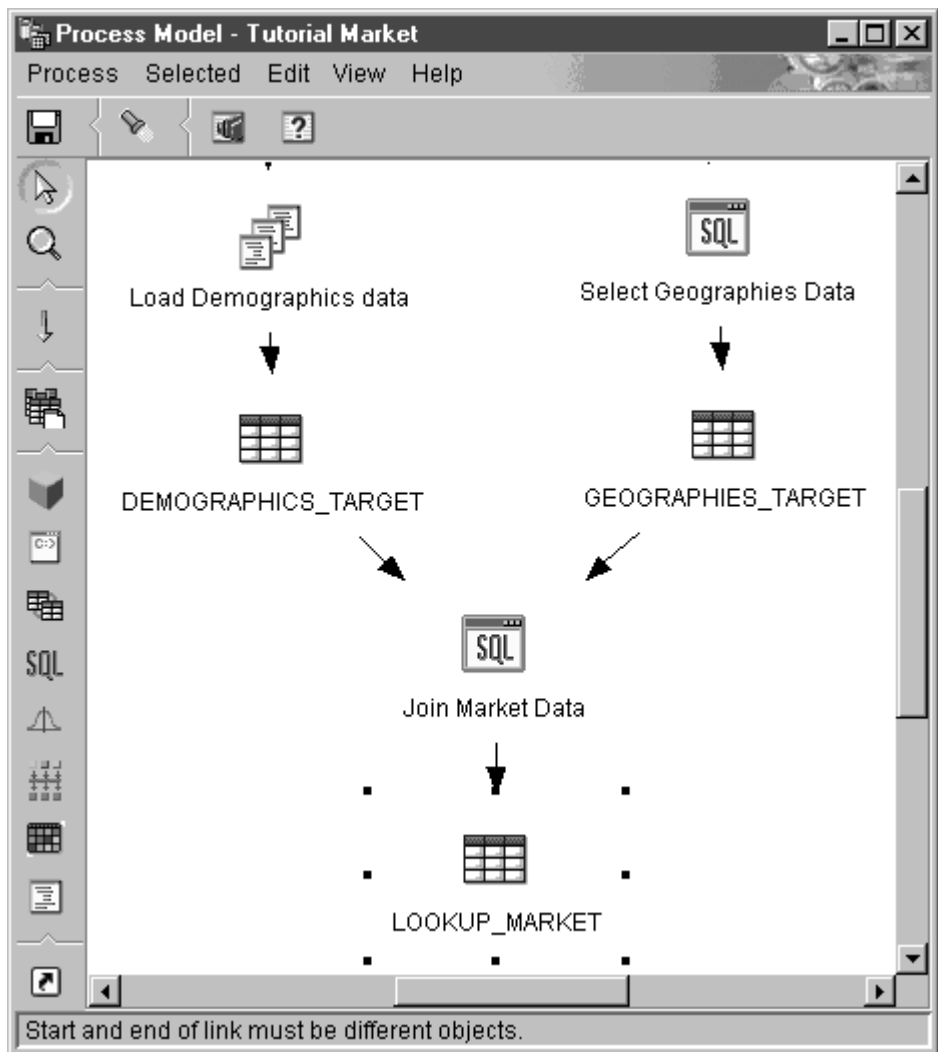 Process Model - Tutorial Market
Process Selected Edit View Help
SQL
Load Demographics data
Select Geographies Data
DEMOGRAPHICS_TARGET
GEOGRAPHIES_TARGET
C:>
SQL
SQL
Join Market Data
LOOKUP_MARKET
Start and end of link must be different objects.